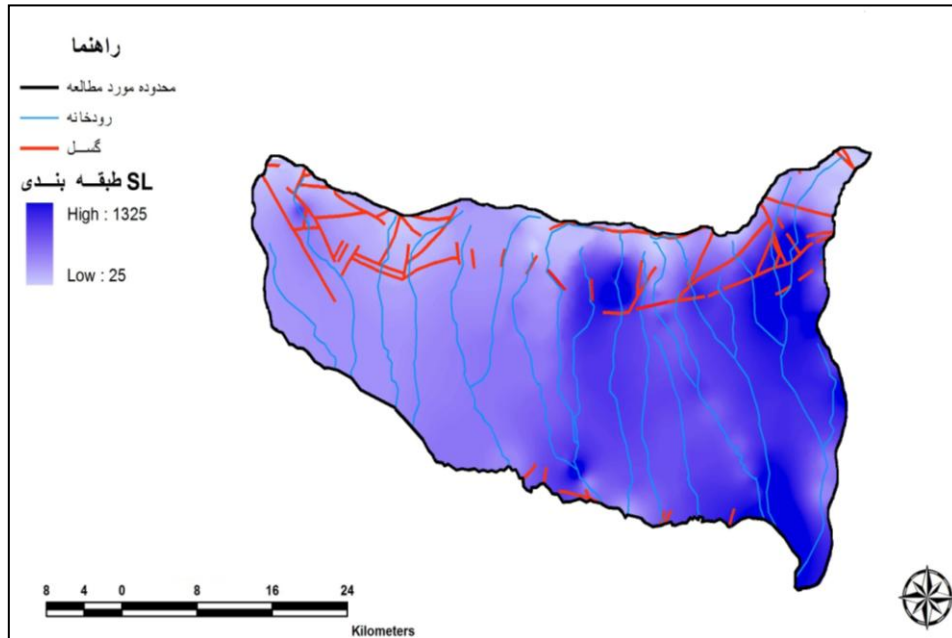 راهنما
محدوده مورد مطالعه
رودخانه
گسل
طبقه بندی SL
High : 1325
Low : 25
8 4 0 8 16 24
Kilometers